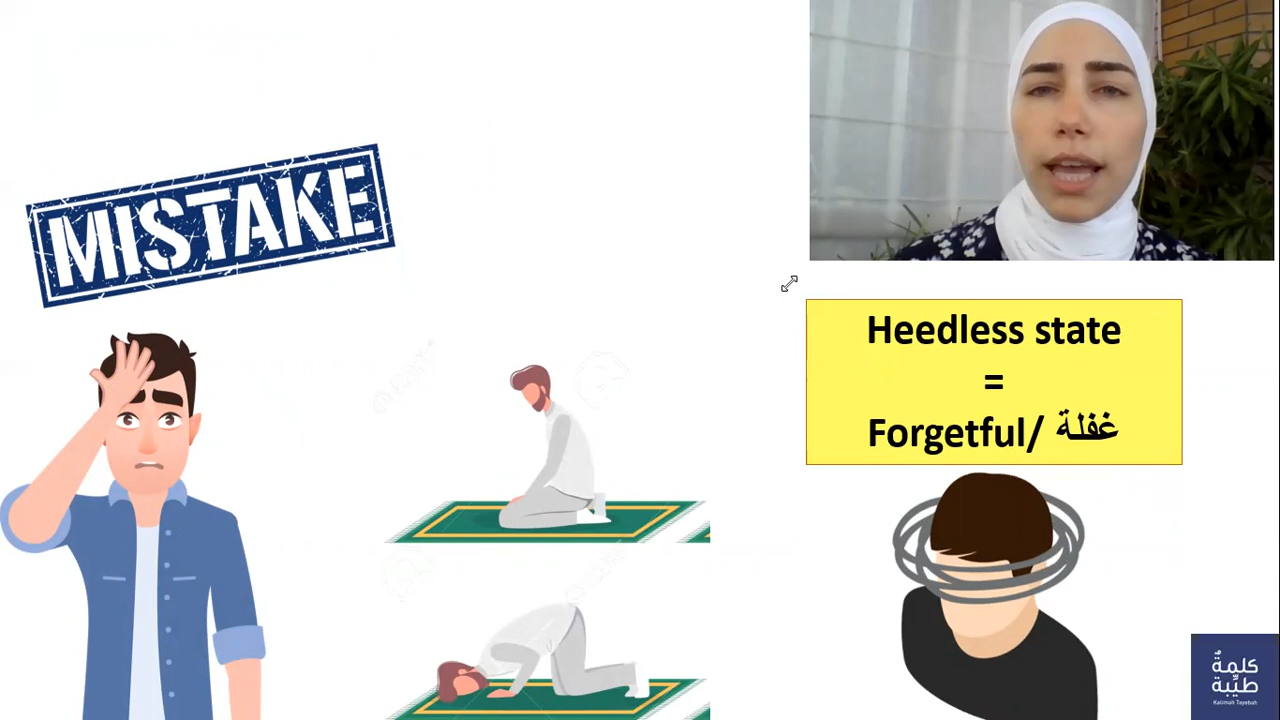 MISTAKE
Heedless state
=
Forgetful/ غفلة
كلمةٌ
طيِّبة
Kalimah Tayebah